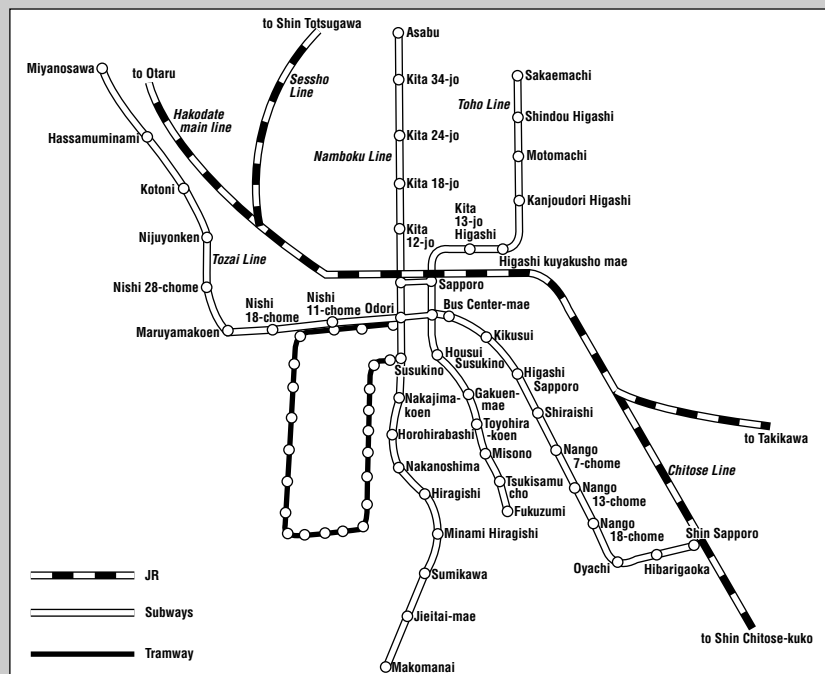 to Shin Totsugawa
Asabu
Miyanosawa
to Otaru
Sessho
Line
Kita 34-jo
Toho Line
Sakaemachi
Hakodate
main line
Shindou Higashi
Hassamuminami
Kita 24-jo
Namboku Line
Motomachi
Kotoni
Kita 18-jo
Kanjoudori Higashi
Kita
13-jo
Higashi
Kita
12-jo
Nijuyonken
Tozai Line
Higashi kuyakusho mae
Nishi 28-chome
Sapporo
Nishi
18-chome
Nishi
11-chome
Odori
Bus Center-mae
Maruyamakoen
Kikusui
Housui
Susukino
Susukino
Higashi
Sapporo
Nakajima-
koen
Gakuen-
mae
Shiraishi
Toyohira
-koen
Horohirabashi
to Takikawa
Misono
Nango
7-chome
Nakanoshima
Chitose Line
Tsukisamu
cho
Hiragishi
Nango
13-chome
Fukuzumi
Minami Hiragishi
Nango
18-chome
Shin Sapporo
Oyachi
Hibarigaoka
JR
Sumikawa
Subways
Jieitai-mae
to Shin Chitose-kuko
Tramway
Makomanai